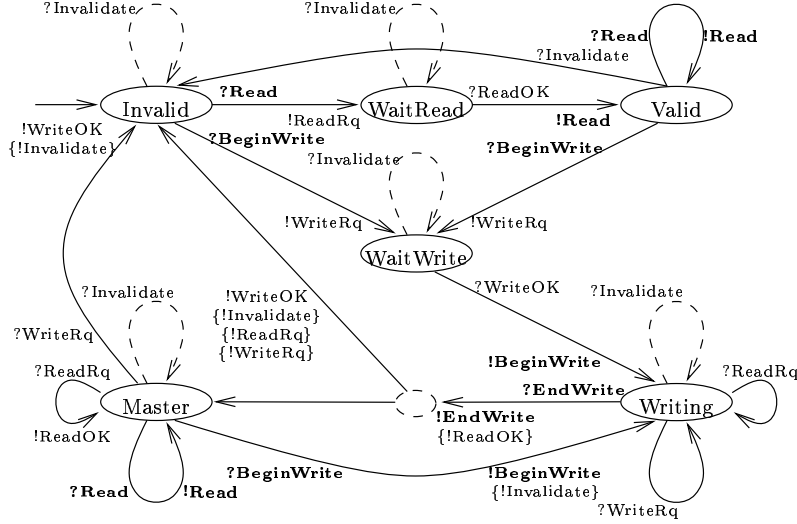 ?Invalidate
?Read
!Read
?Invalidate
?Invalidate
Invalid
?Read
!ReadRq
WaitRead
?ReadOK
!Read
Valid
!WriteOK
{!Invalidate}
?BeginWrite
?Invalidate
?BeginWrite
!WriteRq
!WriteRq
WaitWrite
?WriteOK
!BeginWrite
?Invalidate
!WriteOK
{!Invalidate}
{!ReadRq}
{!WriteRq}
?Invalidate
?WriteRq
?ReadRq
!ReadOK
Master
?EndWrite
!EndWrite
{!ReadOK}
Writing
?ReadRq
?Read
!Read
?BeginWrite
!BeginWrite
{!Invalidate}
?WriteRq